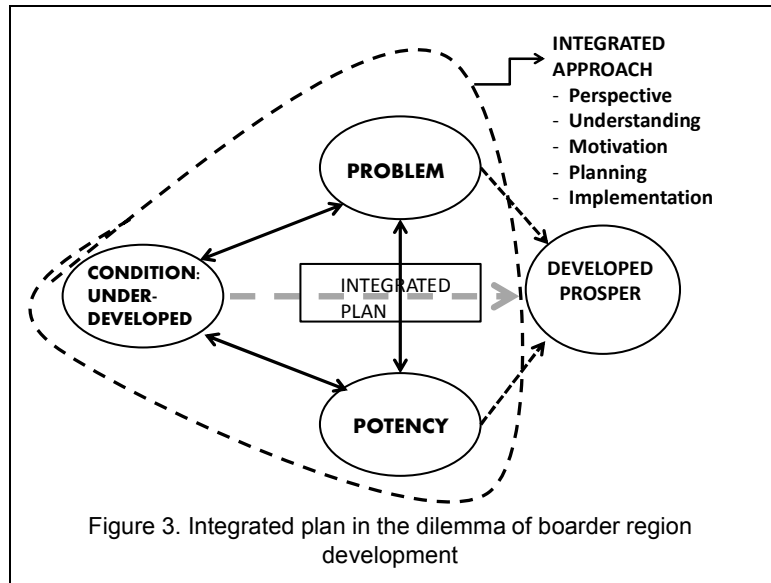 INTEGRATED
APPROACH
- Perspective
- Understanding
- Motivation
- Planning
- Implementation
PROBLEM
CONDITION:
UNDER-
DEVELOPED
INTEGRATED
PLAN
DEVELOPED
PROSPER
POTENCY
Figure 3. Integrated plan in the dilemma of boarder region
development